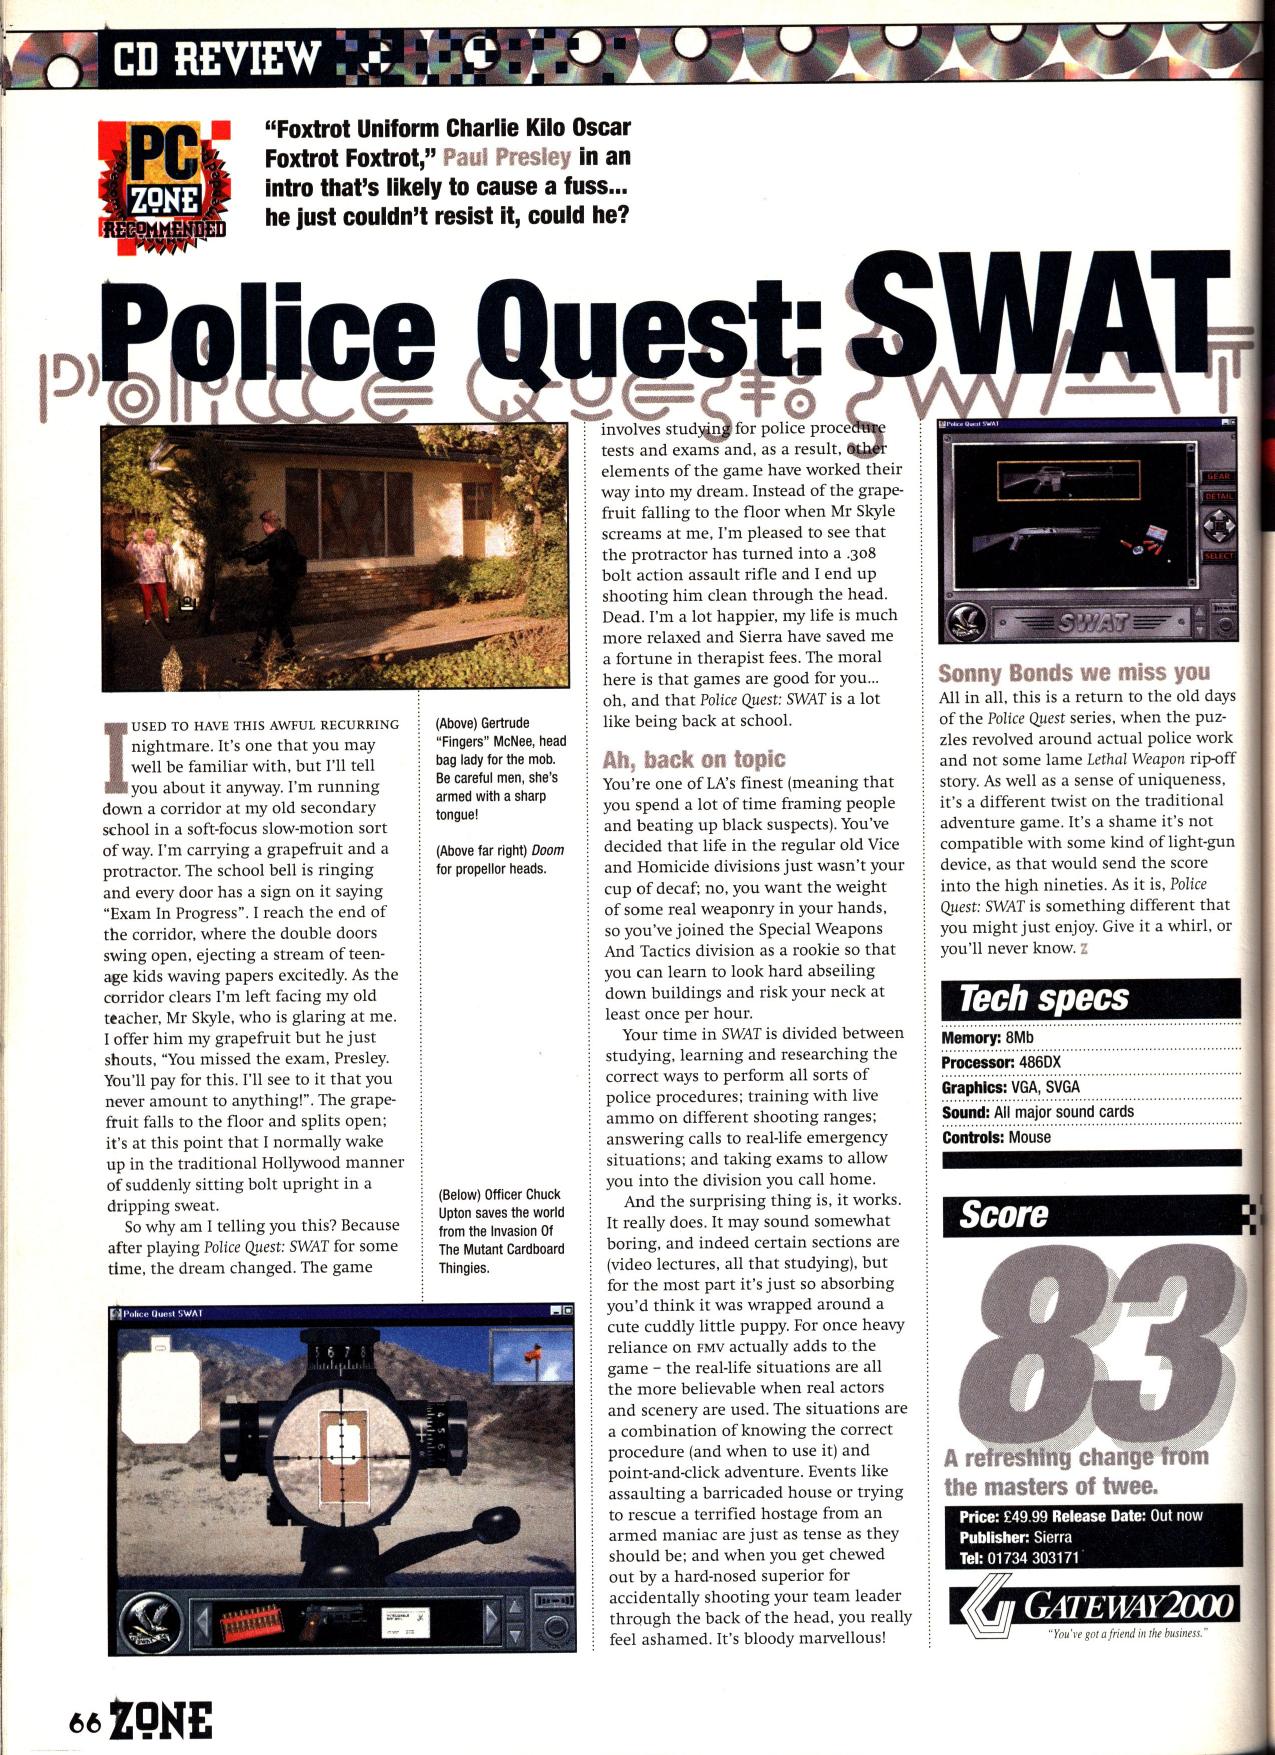 CD REVIEW
PC
ZONE
RECOMMENDED
“Foxtrot Uniform Charlie Kilo Oscar
Foxtrot Foxtrot,” Paul Presley in an
intro that’s likely to cause a fuss...
he just couldn’t resist it, could he?
Police Quest: SWAT
Police Quest: SWAT
I USED TO HAVE THIS AWFUL RECURRING
nightmare. It’s one that you may
well be familiar with, but I’ll tell
you about it anyway. I’m running
down a corridor at my old secondary
school in a soft-focus slow-motion sort
of way. I’m carrying a grapefruit and a
protractor. The school bell is ringing
and every door has a sign on it saying
“Exam In Progress”. I reach the end of
the corridor, where the double doors
swing open, ejecting a stream of teen-
age kids waving papers excitedly. As the
corridor clears I’m left facing my old
teacher, Mr Skyle, who is glaring at me.
I offer him my grapefruit but he just
shouts, “You missed the exam, Presley.
You’ll pay for this. I’ll see to it that you
never amount to anything!”. The grape-
fruit falls to the floor and splits open;
it’s at this point that I normally wake
up in the traditional Hollywood manner
of suddenly sitting bolt upright in a
dripping sweat.
So why am I telling you this? Because
after playing Police Quest: SWAT for some
time, the dream changed. The game
(Above) Gertrude
“Fingers” McNee, head
bag lady for the mob.
Be careful men, she’s
armed with a sharp
tongue!
(Above far right) Doom
for propellor heads.
(Below) Officer Chuck
Upton saves the world
from the Invasion Of
The Mutant Cardboard
Thingies.
Police Quest SWAT
5 6 7 8
4 5 6
involves studying for police procedure
tests and exams and, as a result, other
elements of the game have worked their
way into my dream. Instead of the grape-
fruit falling to the floor when Mr Skyle
screams at me, I’m pleased to see that
the protractor has turned into a .308
bolt action assault rifle and I end up
shooting him clean through the head.
Dead. I’m a lot happier, my life is much
more relaxed and Sierra have saved me
a fortune in therapist fees. The moral
here is that games are good for you...
oh, and that Police Quest: SWAT is a lot
like being back at school.
Ah, back on topic
You’re one of LA’s finest (meaning that
you spend a lot of time framing people
and beating up black suspects). You’ve
decided that life in the regular old Vice
and Homicide divisions just wasn’t your
cup of decaf; no, you want the weight
of some real weaponry in your hands,
so you’ve joined the Special Weapons
And Tactics division as a rookie so that
you can learn to look hard abseiling
down buildings and risk your neck at
least once per hour.
Your time in SWAT is divided between
studying, learning and researching the
correct ways to perform all sorts of
police procedures; training with live
ammo on different shooting ranges;
answering calls to real-life emergency
situations; and taking exams to allow
you into the division you call home.
And the surprising thing is, it works.
It really does. It may sound somewhat
boring, and indeed certain sections are
(video lectures, all that studying), but
for the most part it’s just so absorbing
you’d think it was wrapped around a
cute cuddly little puppy. For once heavy
reliance on FMV actually adds to the
game – the real-life situations are all
the more believable when real actors
and scenery are used. The situations are
a combination of knowing the correct
procedure (and when to use it) and
point-and-click adventure. Events like
assaulting a barricaded house or trying
to rescue a terrified hostage from an
armed maniac are just as tense as they
should be; and when you get chewed
out by a hard-nosed superior for
accidentally shooting your team leader
through the back of the head, you really
feel ashamed. It’s bloody marvellous!
Police Quest SWAT
GEAR
DETAIL
SELECT
SWAT
Sonny Bonds we miss you
All in all, this is a return to the old days
of the Police Quest series, when the puz-
zles revolved around actual police work
and not some lame Lethal Weapon rip-off
story. As well as a sense of uniqueness,
it’s a different twist on the traditional
adventure game. It’s a shame it’s not
compatible with some kind of light-gun
device, as that would send the score
into the high nineties. As it is, Police
Quest: SWAT is something different that
you might just enjoy. Give it a whirl, or
you’ll never know. Z
Tech specs
Memory: 8Mb
Processor: 486DX
Graphics: VGA, SVGA
Sound: All major sound cards
Controls: Mouse
Score
83
A refreshing change from
the masters of twee.
Price: £49.99 Release Date: Out now
Publisher: Sierra
Tel: 01734 303171
GATEWAY2000
“You’ve got a friend in the business.”
66 ZONE